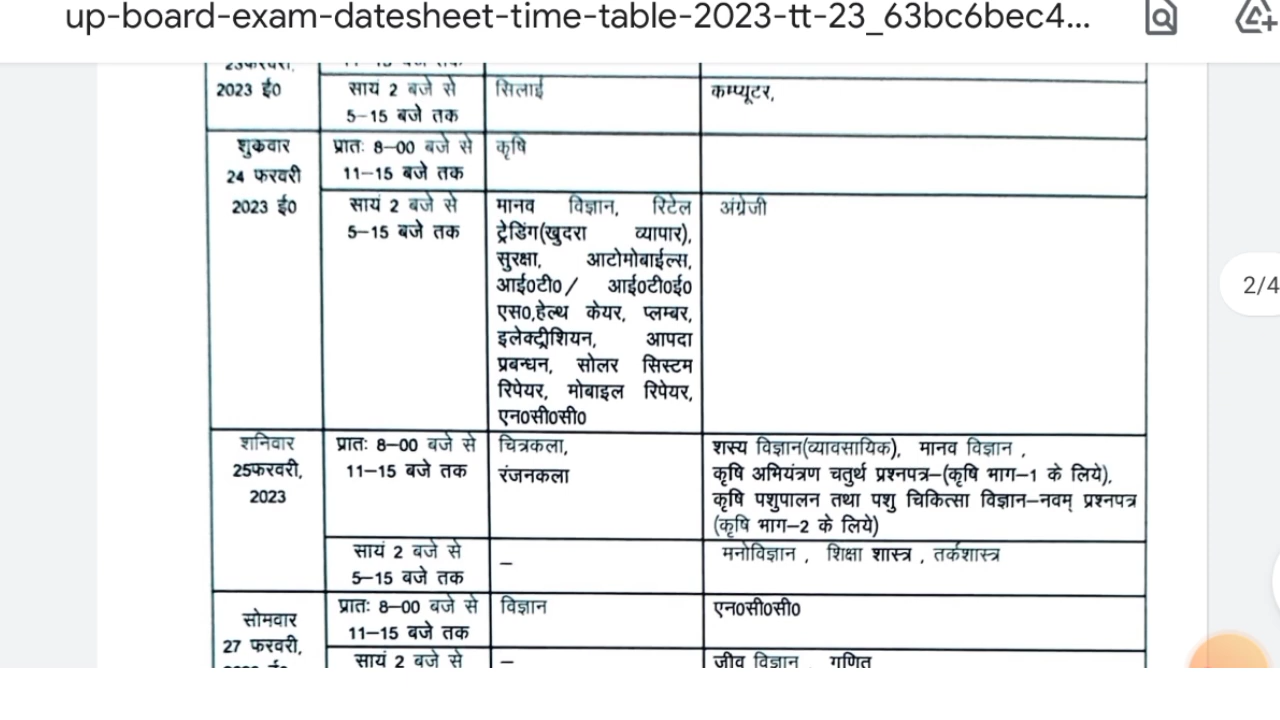 up-board-exam-datesheet-time-table-2023-tt-23_63bc6bec4...
2023 ई0
सायं 2 बजे से
5-15 बजे तक
सिलाई
कम्प्यूटर,
शुकवार
24 फरवरी
2023 ई0
प्रातः 8-00 बजे से
11-15 बजे तक
कृषि
सायं 2 बजे से
5-15 बजे तक
मानव विज्ञान, रिटेल
ट्रेडिंग(खुदरा व्यापार),
सुरक्षा, आटोमोबाईल्स,
आई0टी0/ आई0टी0ई0
एस0,हेल्थ केयर, प्लम्बर,
इलेक्ट्रीशियन, आपदा
प्रबन्धन, सोलर सिस्टम
रिपेयर, मोबाइल रिपेयर,
एन0सी0सी0
अंग्रेजी
2/4
शनिवार
25फरवरी,
2023
प्रातः 8-00 बजे से
11-15 बजे तक
चित्रकला,
रंजनकला
शस्य विज्ञान(व्यावसायिक), मानव विज्ञान ,
कृषि अभियंत्रण चतुर्थ प्रश्नपत्र-(कृषि भाग-1 के लिये),
कृषि पशुपालन तथा पशु चिकित्सा विज्ञान-नवम् प्रश्नपत्र
(कृषि भाग-2 के लिये)
सायं 2 बजे से
5-15 बजे तक
–
मनोविज्ञान , शिक्षा शास्त्र , तर्कशास्त्र
सोमवार
27 फरवरी,
प्रातः 8-00 बजे से
11-15 बजे तक
विज्ञान
एन0सी0सी0
सायं 2 बजे से
–
जीव विज्ञान गणित